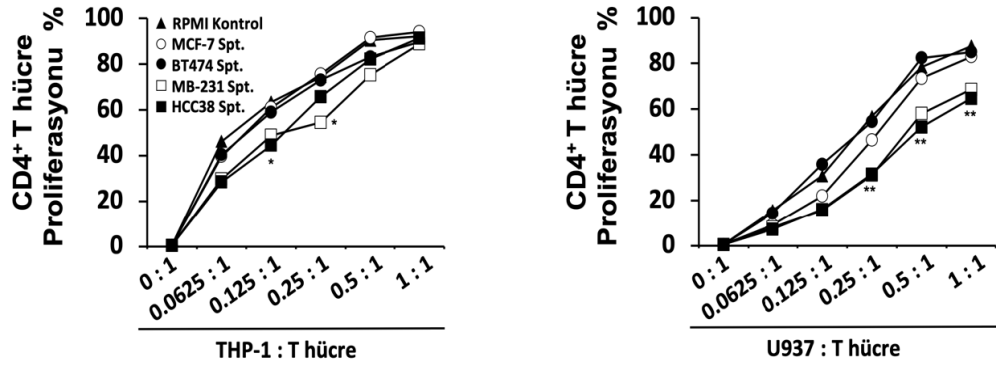 CD4+ T hücre
Proliferasyonu %
100
80
60
40
20
0
RPMI Kontrol
MCF-7 Spt.
BT474 Spt.
MB-231 Spt.
HCC38 Spt.
*
*
0 : 1
0.0625 : 1
0.125 : 1
0.25 : 1
0.5 : 1
1 : 1
THP-1 : T hücre
CD4+ T hücre
Proliferasyonu %
100
80
60
40
20
0
**
**
**
0 : 1
0.0625 : 1
0.125 : 1
0.25 : 1
0.5 : 1
1 : 1
U937 : T hücre